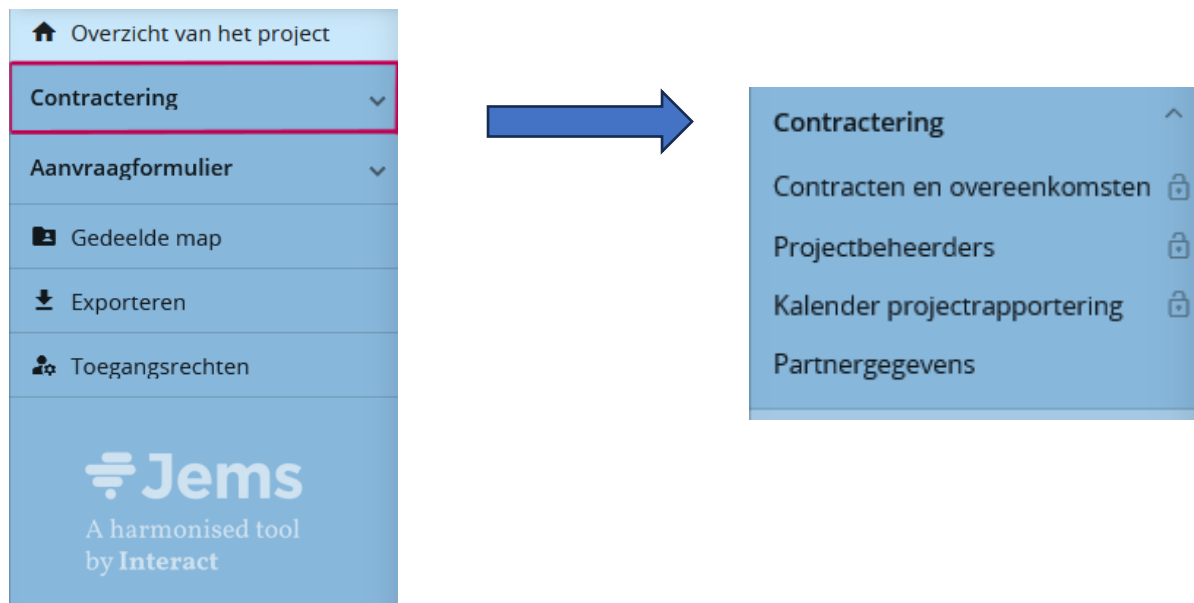 Overzicht van het project
Contractering
Aanvraagformulier
Gedeelde map
Exporteren
Toegangsrechten
Jems
A harmonised tool
by Interact
Contractering
Contracten en overeenkomsten
Projectbeheerders
Kalender projectrapportering
Partnergegevens